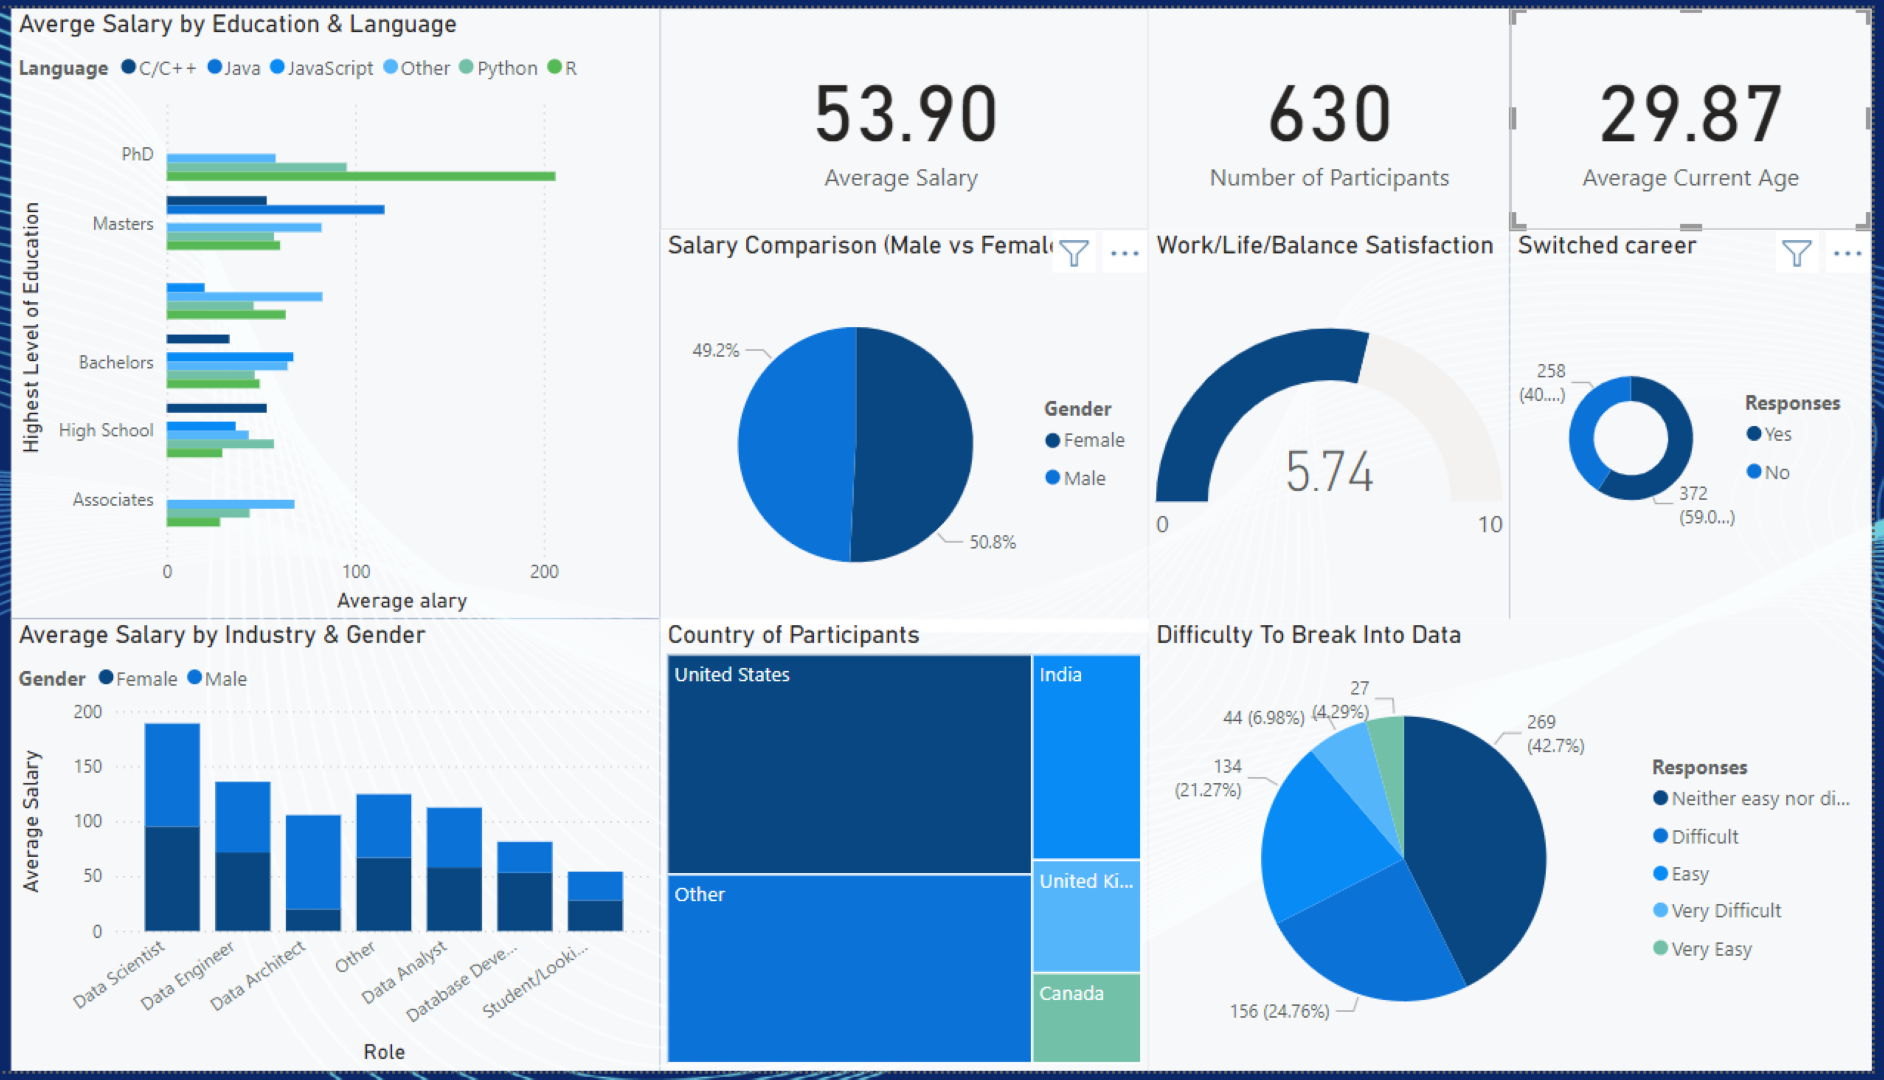 Averge Salary by Education & Language
Language C/C++ Java JavaScript Other Python R
Highest Level of Education
PhD
Masters
Bachelors
High School
Associates
0 100 200
Average alary
53.90
Average Salary
630
Number of Participants
29.87
Average Current Age
Salary Comparison (Male vs Femal
49.2%
50.8%
Gender
Female
Male
Work/Life/Balance Satisfaction
5.74
0 10
Switched career
258
(40....)
372
(59.0...)
Responses
Yes
No
Average Salary by Industry & Gender
Gender Female Male
Average Salary
200
150
100
50
0
Data Scientist
Data Engineer
Data Architect
Other
Data Analyst
Database Deve...
Student/Looki...
Role
Country of Participants
United States
India
Other
United Ki...
Canada
Difficulty To Break Into Data
27
(4.29%)
44 (6.98%)
269
(42.7%)
134
(21.27%)
156 (24.76%)
Responses
Neither easy nor di...
Difficult
Easy
Very Difficult
Very Easy